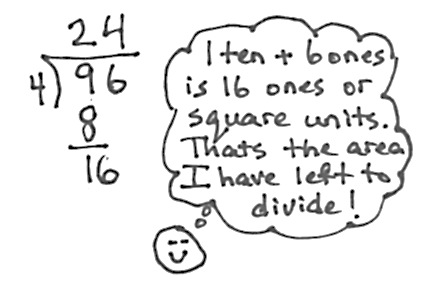 24
4)96
8
16
1 ten + 6 ones
is 16 ones or
square units.
Thats the area
I have left to
divide!